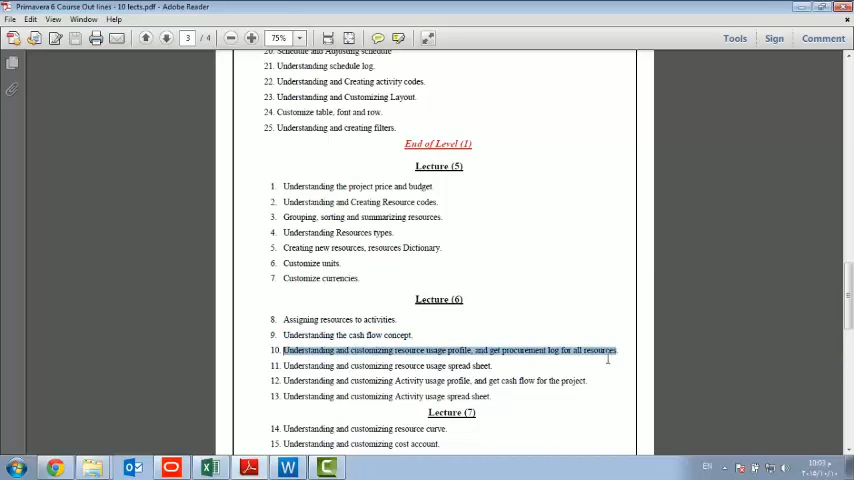 Primavera 6 Course Out lines - 10 lects.pdf - Adobe Reader
File Edit View Window Help
3 / 4 75% Tools Sign Comment
20. Schedule and Adjusting schedule
21. Understanding schedule log.
22. Understanding and Creating activity codes.
23. Understanding and Customizing Layout.
24. Customize table, font and row.
25. Understanding and creating filters.
End of Level (1)
Lecture (5)
1. Understanding the project price and budget.
2. Understanding and Creating Resource codes.
3. Grouping, sorting and summarizing resources.
4. Understanding Resources types.
5. Creating new resources, resources Dictionary.
6. Customize units.
7. Customize currencies.
Lecture (6)
8. Assigning resources to activities.
9. Understanding the cash flow concept.
10. Understanding and customizing resource usage profile, and get procurement log for all resources.
11. Understanding and customizing resource usage spread sheet.
12. Understanding and customizing Activity usage profile, and get cash flow for the project.
13. Understanding and customizing Activity usage spread sheet.
Lecture (7)
14. Understanding and customizing resource curve.
15. Understanding and customizing cost account.
EN 10:03 م
٢٠١٥/١٠/١٠